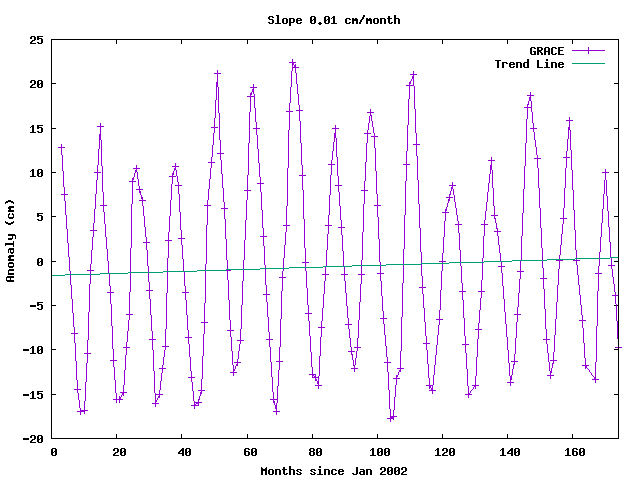 Slope 0.01 cm/month
GRACE
Trend Line
Anomaly (cm)
25
20
15
10
5
0
-5
-10
-15
-20
0 20 40 60 80 100 120 140 160
Months since Jan 2002